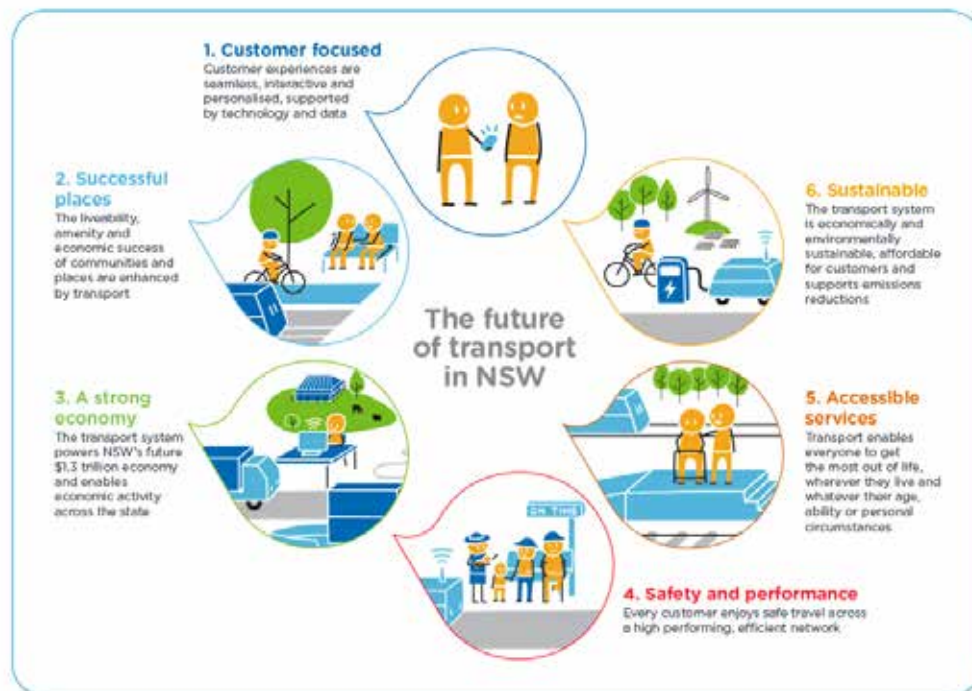 1. Customer focused
Customer experiences are
seamless, interactive and
personalised, supported
by technology and data
2. Successful
places
The liveability,
amenity and
economic success
of communities and
places are enhanced
by transport
3. A strong
economy
The transport system
powers NSW's future
$1.3 trillion economy
and enables
economic activity
across the state
The future
of transport
in NSW
ON TIME
4. Safety and performance
Every customer enjoys safe travel across
a high performing, efficient network
5. Accessible
services
Transport enables
everyone to get
the most out of life,
wherever they live and
whatever their age,
ability or personal
circumstances
6. Sustainable
The transport system
is economically and
environmentally
sustainable, affordable
for customers and
supports emissions
reductions